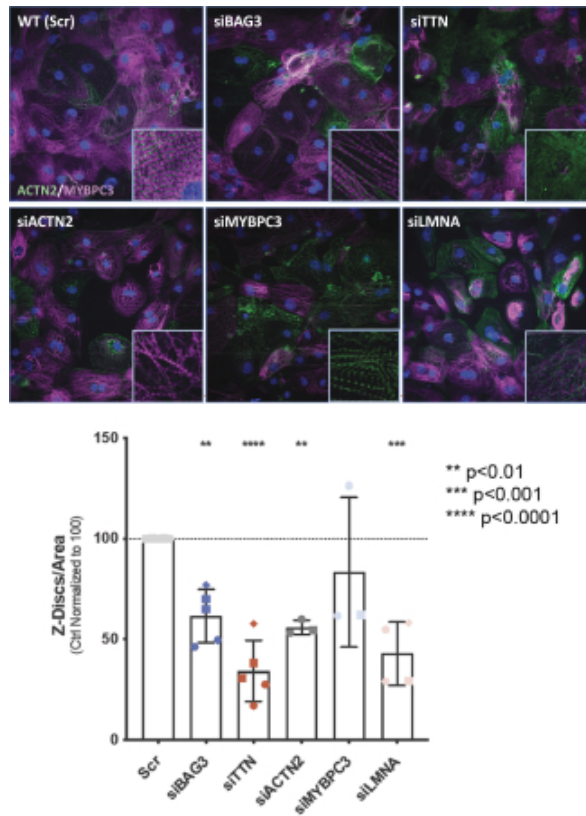 WT (Scr)
siBAG3
siTTN
ACTN2/MYBPC3
siACTN2
siMYBPC3
siLMNA
150
100
50
0
Z-Discs/Area
(Ctrl Normalized to 100)
**
****
**
***
** p<0.01
*** p<0.001
**** p<0.0001
Scr
siBAG3
siTTN
siACTN2
siMYBPC3
siLMNA